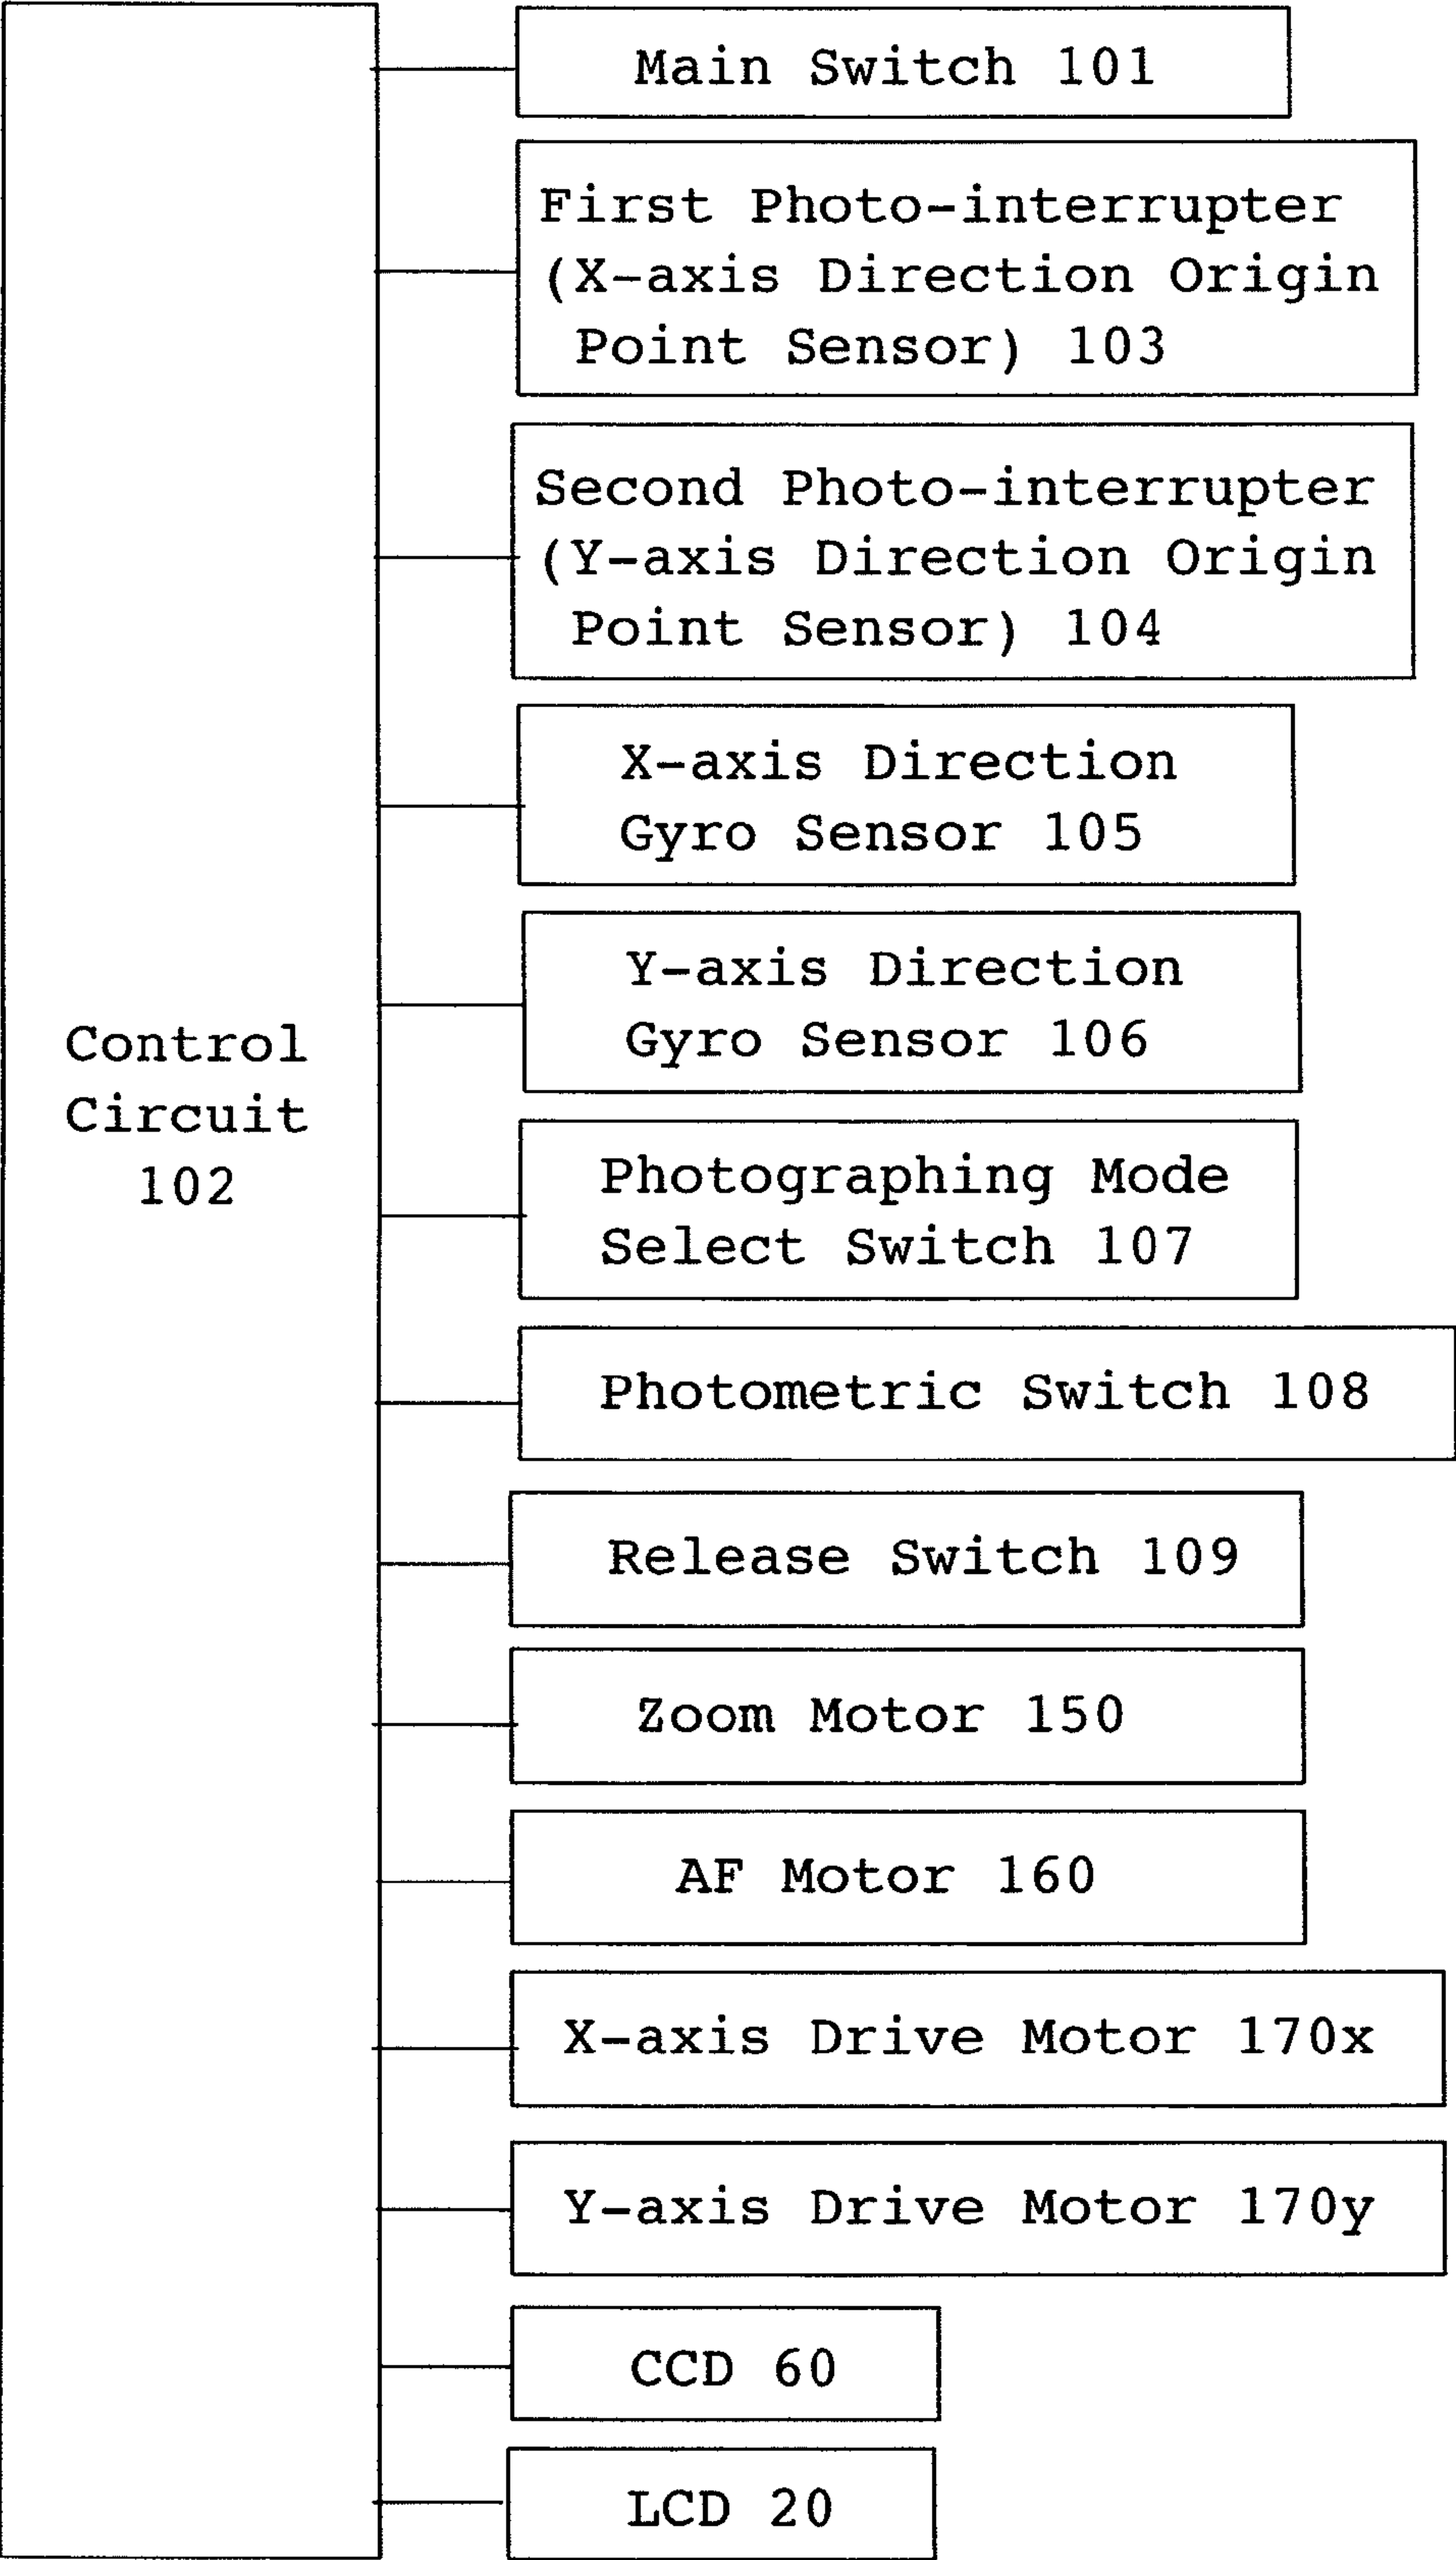 Main Switch 101
First Photo-interrupter
(X-axis Direction Origin
Point Sensor) 103
Second Photo-interrupter
(Y-axis Direction Origin
Point Sensor) 104
X-axis Direction
Gyro Sensor 105
Y-axis Direction
Gyro Sensor 106
Control
Circuit
102
Photographing Mode
Select Switch 107
Photometric Switch 108
Release Switch 109
Zoom Motor 150
AF Motor 160
X-axis Drive Motor 170x
Y-axis Drive Motor 170y
CCD 60
LCD 20